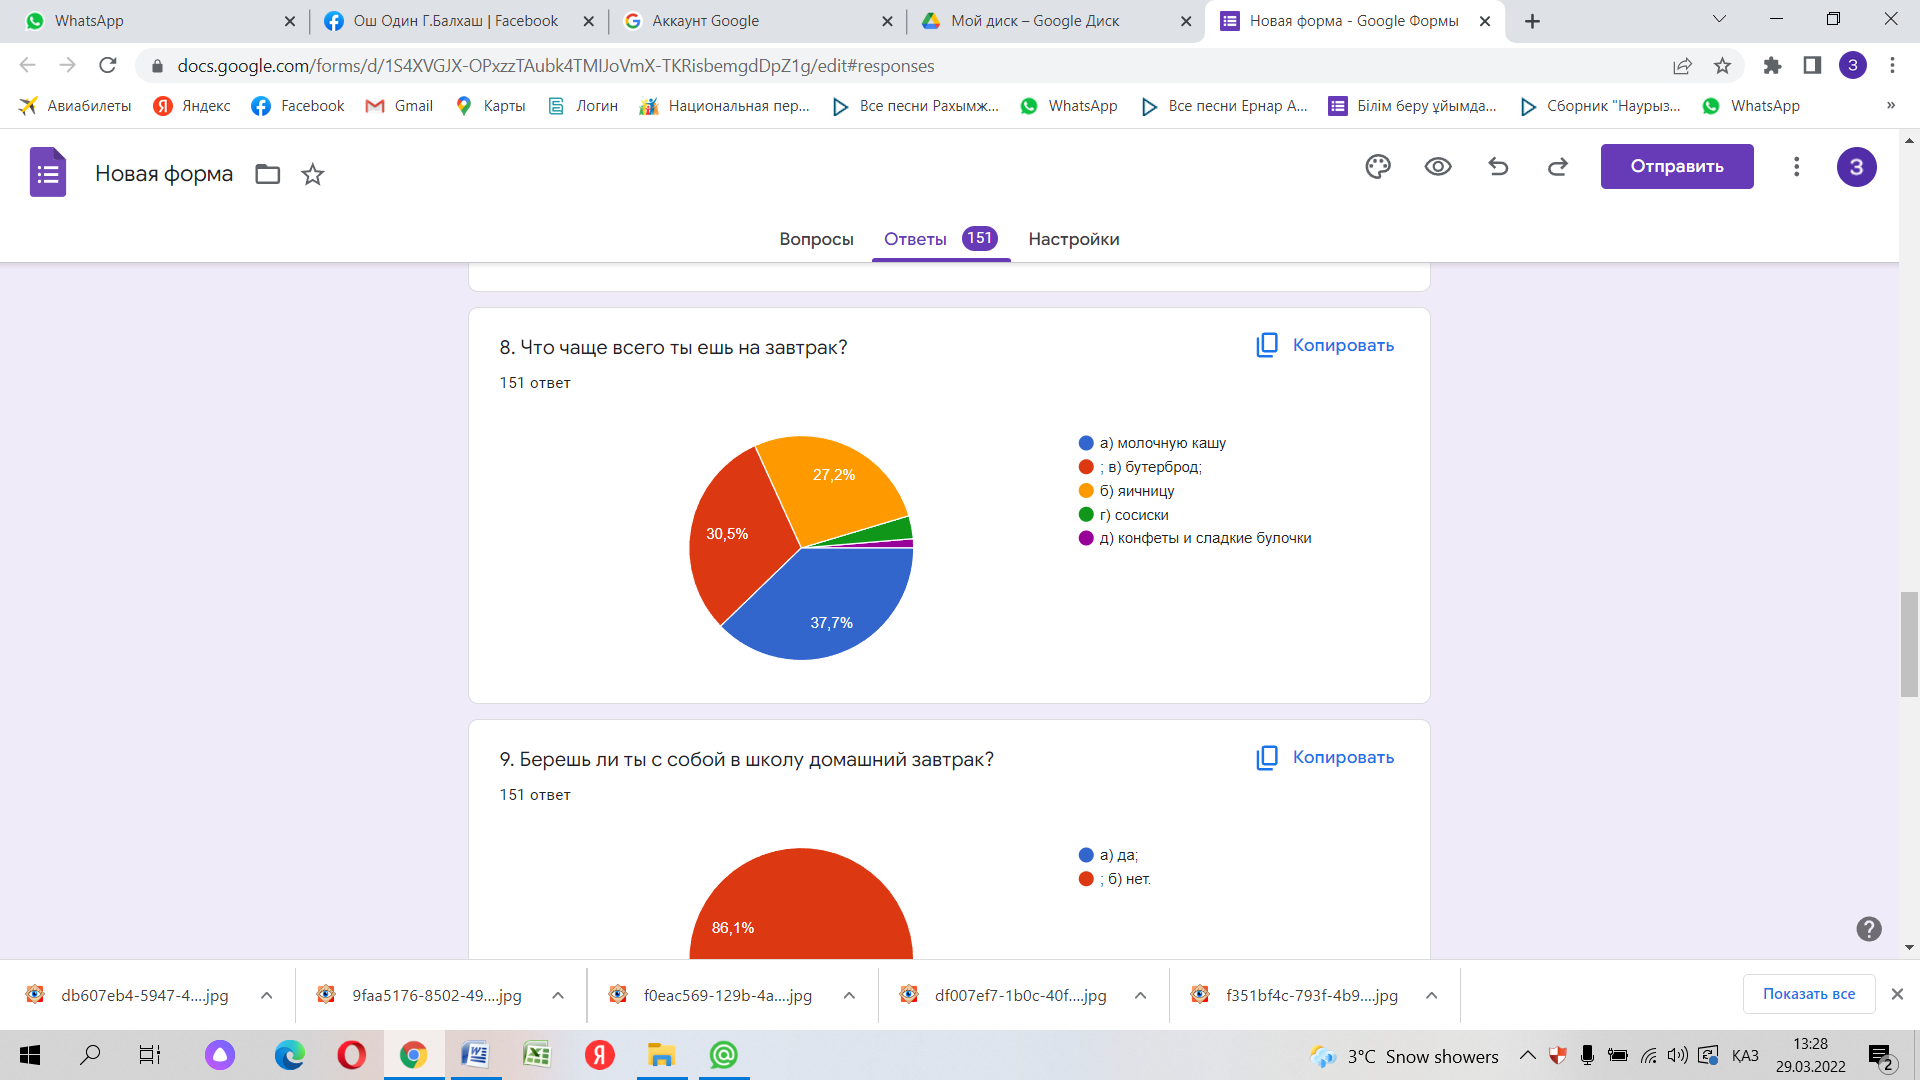 WhatsApp
Ош Один Г.Балхаш | Facebook
Аккаунт Google
Мой диск – Google Диск
Новая форма - Google Формы
docs.google.com/forms/d/1S4XVGJX-OPxzzTAubk4TMIJoVmX-TKRisbemgdDpZ1g/edit#responses
З
Авиабилеты
Яндекс
Facebook
Gmail
Карты
Логин
Национальная пер...
Все песни Рахымж...
WhatsApp
Все песни Ернар А...
Білім беру ұйымда...
Сборник "Наурыз...
WhatsApp
»
Новая форма
Отправить
З
Вопросы
Ответы 151
Настройки
8. Что чаще всего ты ешь на завтрак?
Копировать
151 ответ
27,2%
30,5%
37,7%
а) молочную кашу
; в) бутерброд;
б) яичницу
г) сосиски
д) конфеты и сладкие булочки
9. Берешь ли ты с собой в школу домашний завтрак?
Копировать
151 ответ
86,1%
а) да;
; б) нет.
db607eb4-5947-4....jpg
9faa5176-8502-49....jpg
f0eac569-129b-4a....jpg
df007ef7-1b0c-40f....jpg
f351bf4c-793f-4b9....jpg
Показать все
3°C Snow showers
ҚАЗ
13:28
29.03.2022
2